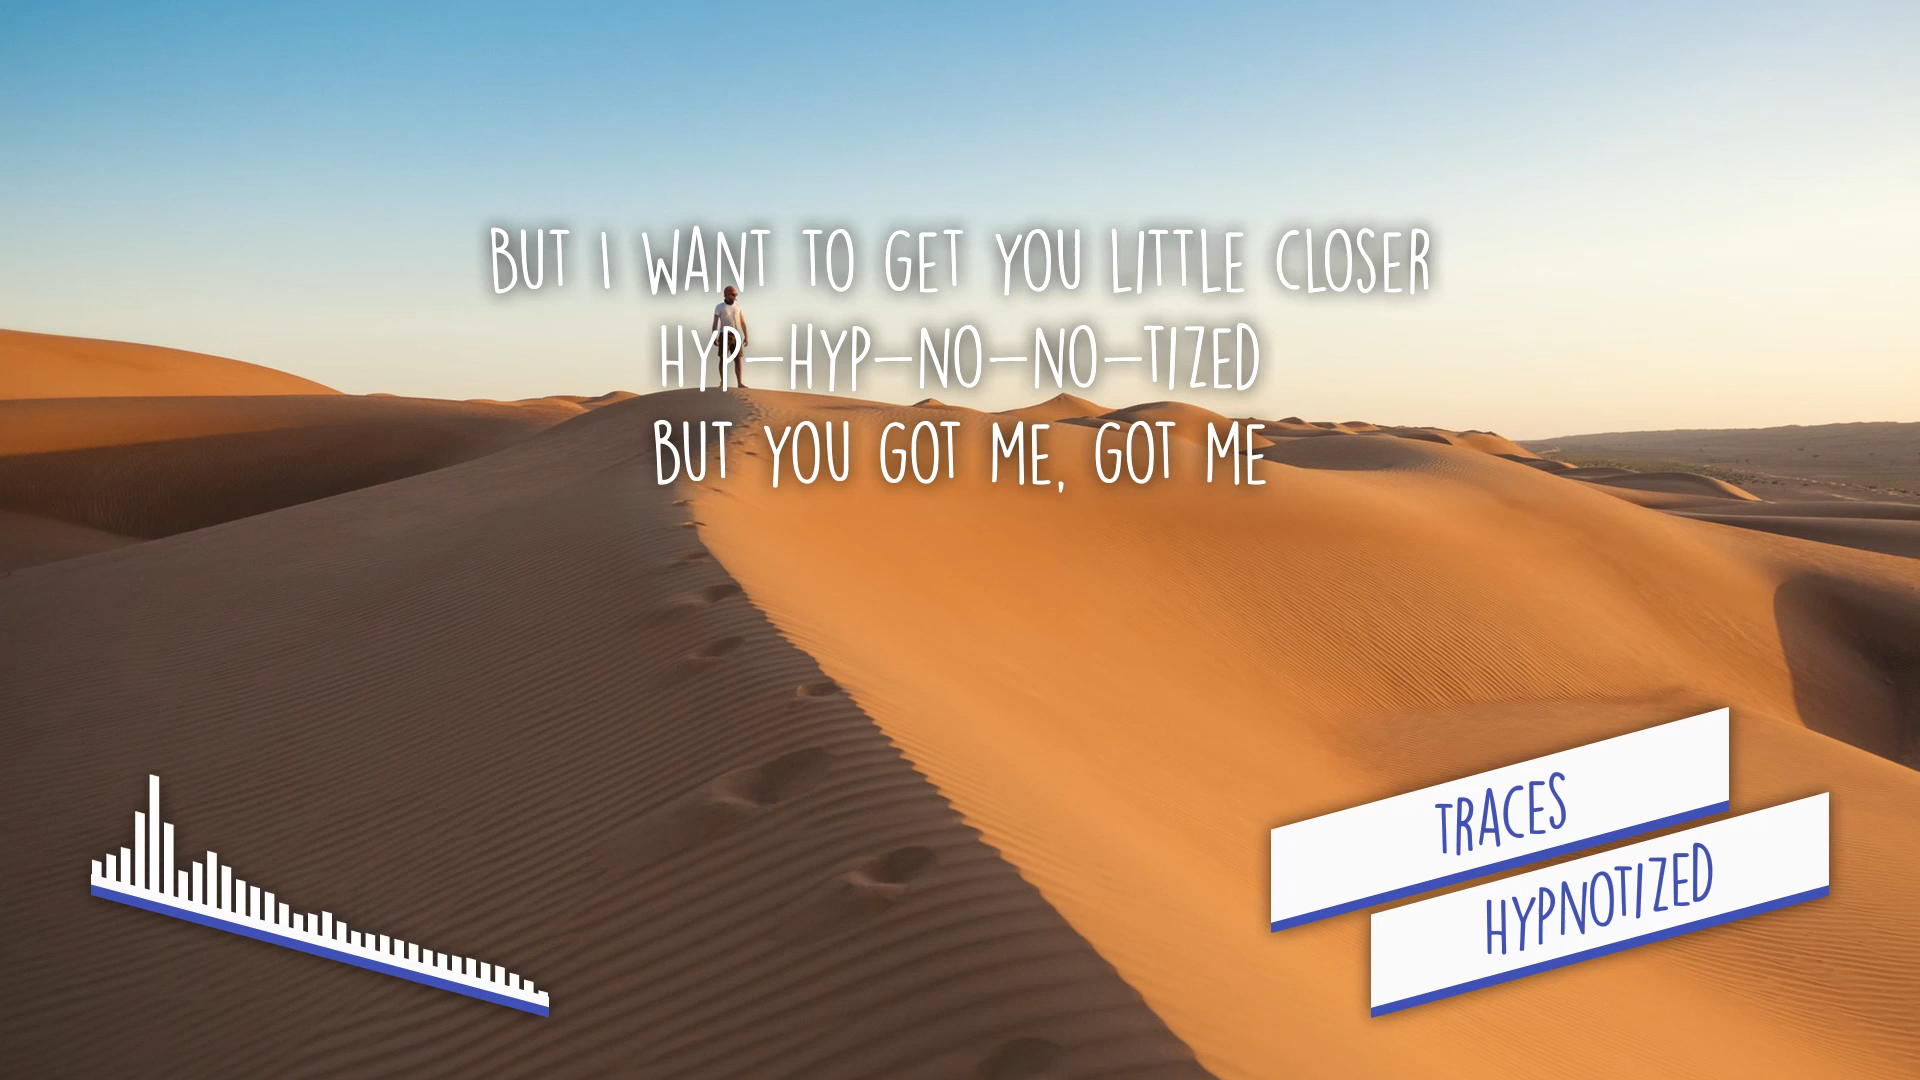 BUT I WANT TO GET YOU LITTLE CLOSER
HYP-HYP-NO-NO-TIZED
BUT YOU GOT ME, GOT ME
TRACES
HYPNOTIZED